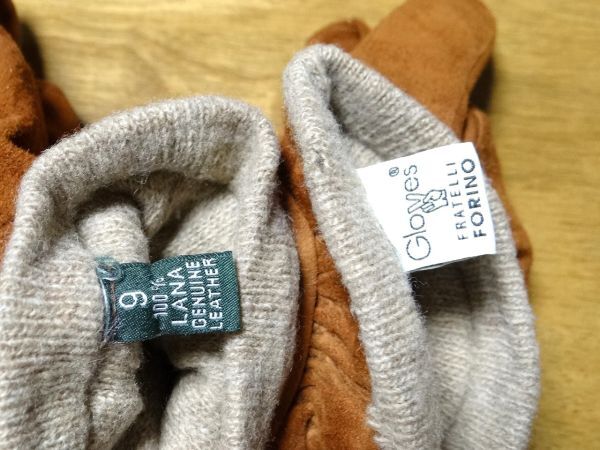 9
100%
LANA
GENUINE
LEATHER
Gloves®
FRATELLI
FORINO